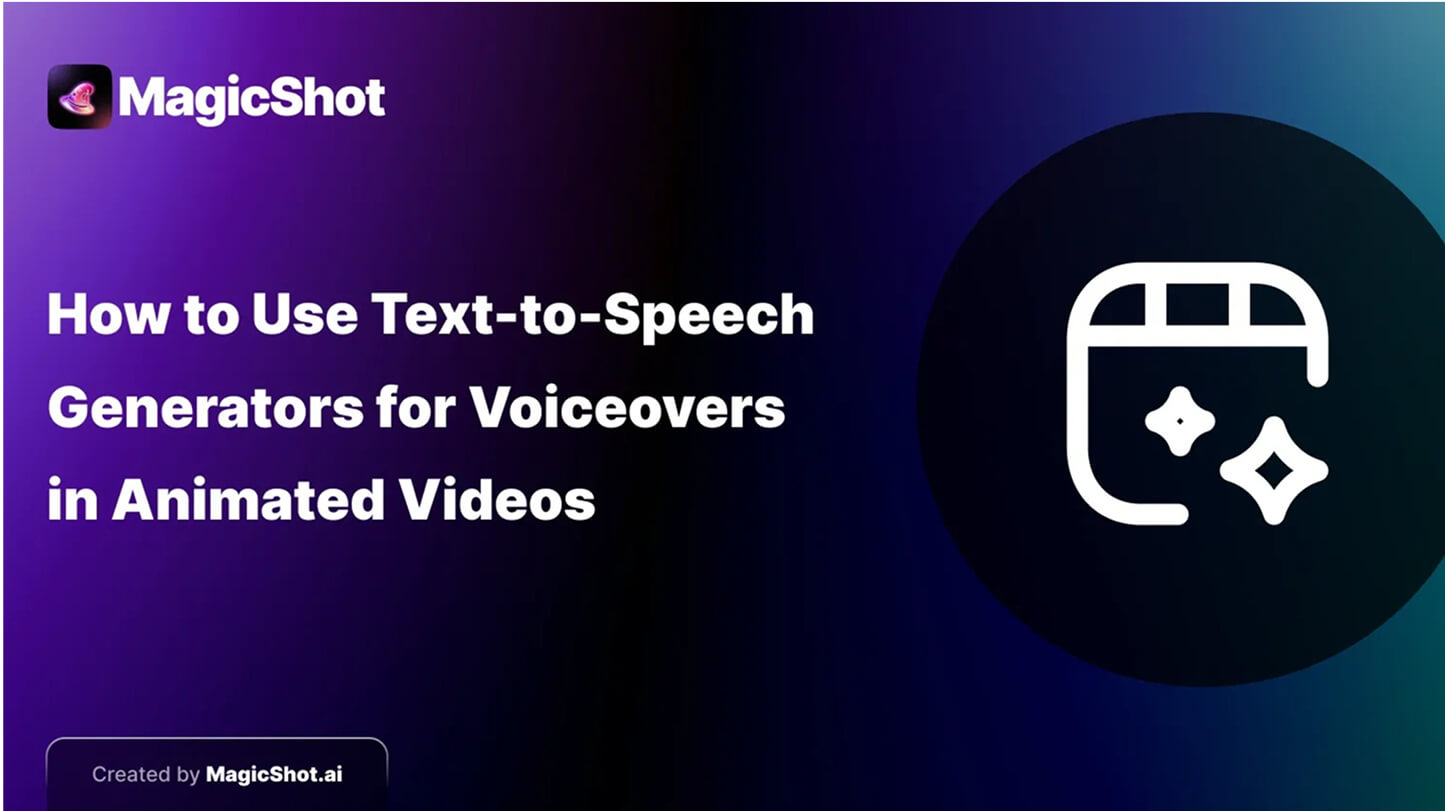 MagicShot
How to Use Text-to-Speech
Generators for Voiceovers
in Animated Videos
Created by MagicShot.ai